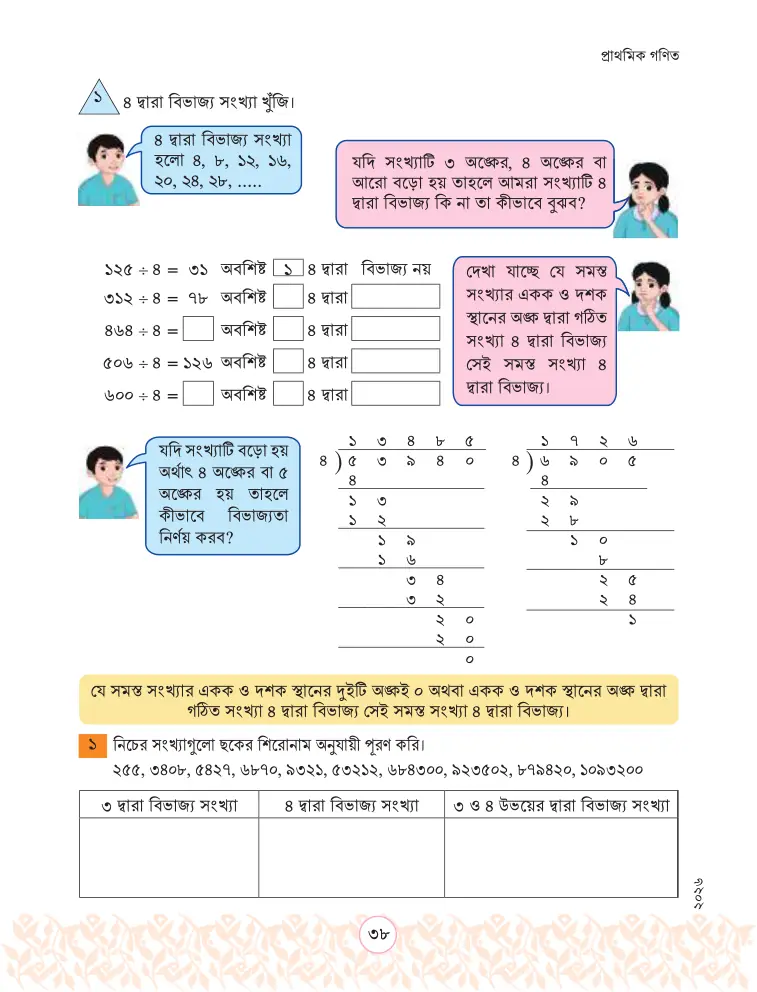 প্রাথমিক গণিত
১ ৪ দ্বারা বিভাজ্য সংখ্যা খুঁজি।
৪ দ্বারা বিভাজ্য সংখ্যা
হলো ৪, ৮, ১২, ১৬,
২০, ২৪, ২৮, .....
যদি সংখ্যাটি ৩ অঙ্কের, ৪ অঙ্কের বা
আরো বড়ো হয় তাহলে আমরা সংখ্যাটি ৪
দ্বারা বিভাজ্য কি না তা কীভাবে বুঝব?
১২৫ ÷ ৪ = ৩১ অবশিষ্ট ১ ৪ দ্বারা বিভাজ্য নয়
৩১২ ÷ ৪ = ৭৮ অবশিষ্ট ৪ দ্বারা
৪৬৪ ÷ ৪ = অবশিষ্ট ৪ দ্বারা
৫০৬ ÷ ৪ = ১২৬ অবশিষ্ট ৪ দ্বারা
৬০০ ÷ ৪ = অবশিষ্ট ৪ দ্বারা
দেখা যাচ্ছে যে সমস্ত
সংখ্যার একক ও দশক
স্থানের অঙ্ক দ্বারা গঠিত
সংখ্যা ৪ দ্বারা বিভাজ্য
সেই সমস্ত সংখ্যা ৪
দ্বারা বিভাজ্য।
যদি সংখ্যাটি বড়ো হয়
অর্থাৎ ৪ অঙ্কের বা ৫
অঙ্কের হয় তাহলে
কীভাবে বিভাজ্যতা
নির্ণয় করব?
১ ৩ ৪ ৮ ৫
৪ ) ৫ ৩ ৯ ৪ ০
৪
১ ৩
১ ২
১ ৯
১ ৬
৩ ৪
৩ ২
২ ০
২ ০
০
১ ৭ ২ ৬
৪ ) ৬ ৯ ০ ৫
৪
২ ৯
২ ৮
১ ০
৮
২ ৫
২ ৪
১
যে সমস্ত সংখ্যার একক ও দশক স্থানের দুইটি অঙ্কই ০ অথবা একক ও দশক স্থানের অঙ্ক দ্বারা
গঠিত সংখ্যা ৪ দ্বারা বিভাজ্য সেই সমস্ত সংখ্যা ৪ দ্বারা বিভাজ্য।
১ নিচের সংখ্যাগুলো ছকের শিরোনাম অনুযায়ী পূরণ করি।
২৫৫, ৩৪০৮, ৫৪২৭, ৬৮৭০, ৯৩২১, ৫৩২১২, ৬৮৪৩০০, ৯২৩৫০২, ৮৭৯৪২০, ১০৯৩২০০
৩ দ্বারা বিভাজ্য সংখ্যা ৪ দ্বারা বিভাজ্য সংখ্যা ৩ ও ৪ উভয়ের দ্বারা বিভাজ্য সংখ্যা
২০২৬
৩৮